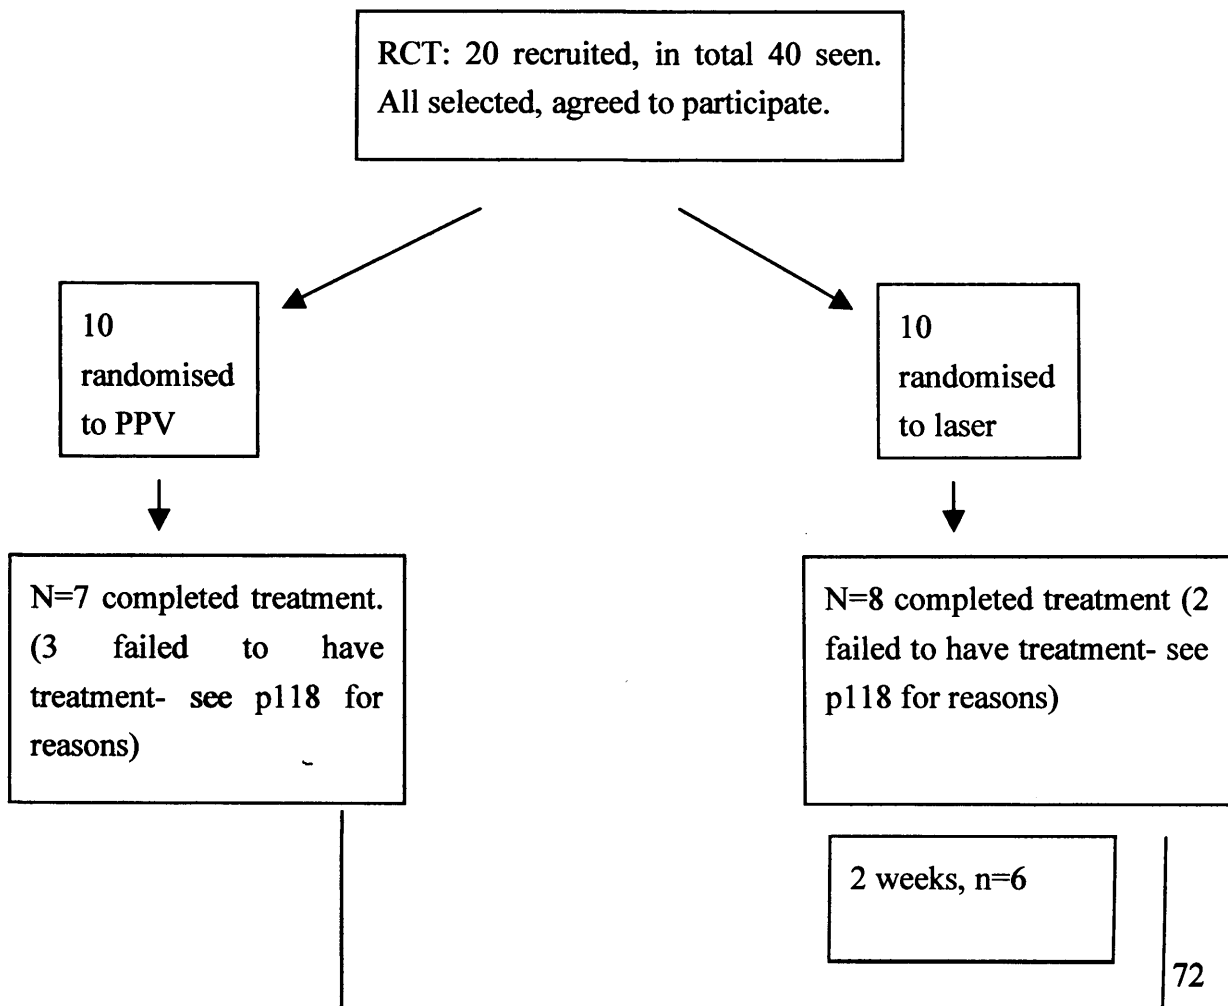 RCT: 20 recruited, in total 40 seen.
All selected, agreed to participate.
10
randomised
to PPV
10
randomised
to laser
N=7 completed treatment.
(3 failed to have
treatment- see p118 for
reasons)
N=8 completed treatment (2
failed to have treatment- see
p118 for reasons)
2 weeks, n=6
72